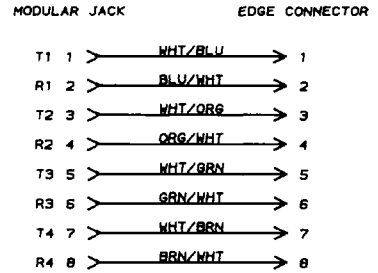 MODULAR JACK EDGE CONNECTOR
T1 1 WHT/BLU 1
R1 2 BLU/WHT 2
T2 3 WHT/ORG 3
R2 4 ORG/WHT 4
T3 5 WHT/GRN 5
R3 6 GRN/WHT 6
T4 7 WHT/BRN 7
R4 8 BRN/WHT 8